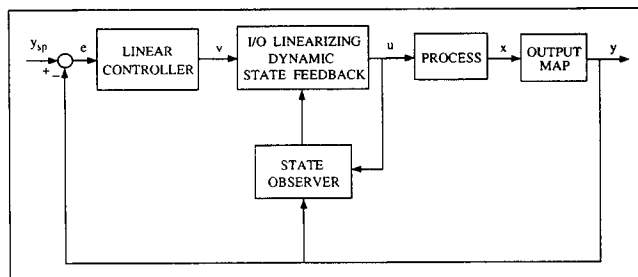 y_sp
+
−
e
LINEAR
CONTROLLER
v
I/O LINEARIZING
DYNAMIC
STATE FEEDBACK
u
PROCESS
x
OUTPUT
MAP
y
STATE
OBSERVER